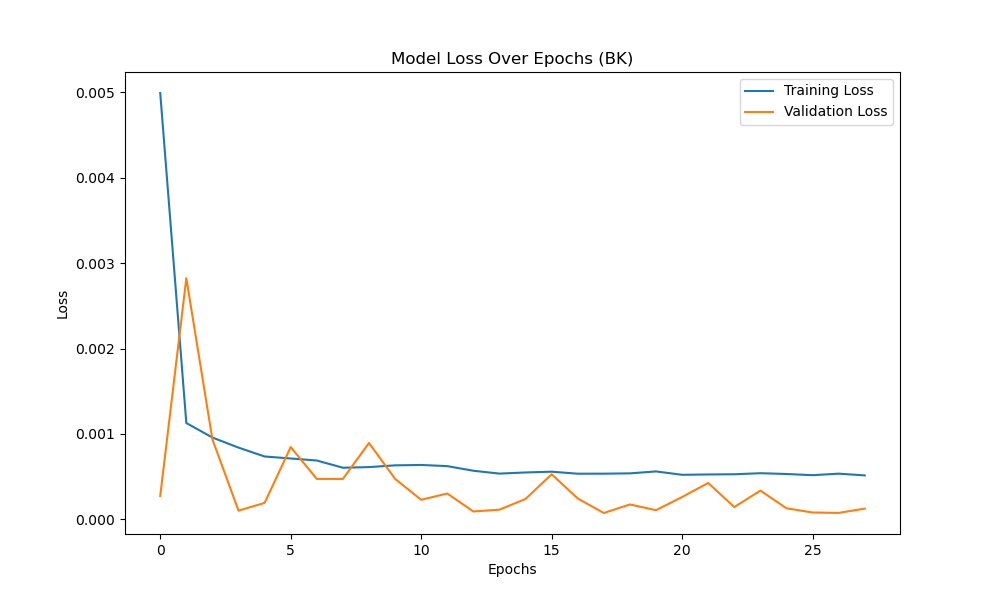 Model Loss Over Epochs (BK)
Training Loss
Validation Loss
0.005
0.004
0.003
0.002
0.001
0.000
Loss
0 5 10 15 20 25
Epochs